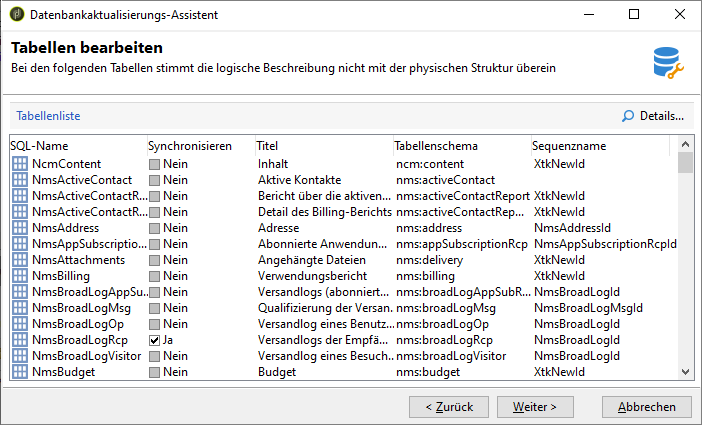 Datenbankaktualisierungs-Assistent
Tabellen bearbeiten
Bei den folgenden Tabellen stimmt die logische Beschreibung nicht mit der physischen Struktur überein
Tabellenliste Details...
SQL-Name Synchronisieren Titel Tabellenschema Sequenzname
NcmContent Nein Inhalt ncm:content XtkNewId
NmsActiveContact Nein Aktive Kontakte nms:activeContact
NmsActiveContactR... Nein Bericht über die aktiven... nms:activeContactReport XtkNewId
NmsActiveContactR... Nein Detail des Billing-Berichts nms:activeContactRep... XtkNewId
NmsAddress Nein Adresse nms:address NmsAddressId
NmsAppSubscriptio... Nein Abonnierte Anwendun... nms:appSubscriptionRcp NmsAppSubscriptionRcpId
NmsAttachments Nein Angehängte Dateien nms:delivery XtkNewId
NmsBilling Nein Verwendungsbericht nms:billing XtkNewId
NmsBroadLogAppSu... Nein Versandlogs (abonniert... nms:broadLogAppSubR... NmsBroadLogId
NmsBroadLogMsg Nein Qualifizierung der Versan... nms:broadLogMsg NmsBroadLogMsgId
NmsBroadLogOp Nein Versandlog eines Benutz... nms:broadLogOp NmsBroadLogId
NmsBroadLogRcp Ja Versandlogs der Empfä... nms:broadLogRcp NmsBroadLogId
NmsBroadLogVisitor Nein Versandlog eines Besuch... nms:broadLogVisitor NmsBroadLogId
NmsBudget Nein Budget nms:budget XtkNewId
< Zurück Weiter > Abbrechen